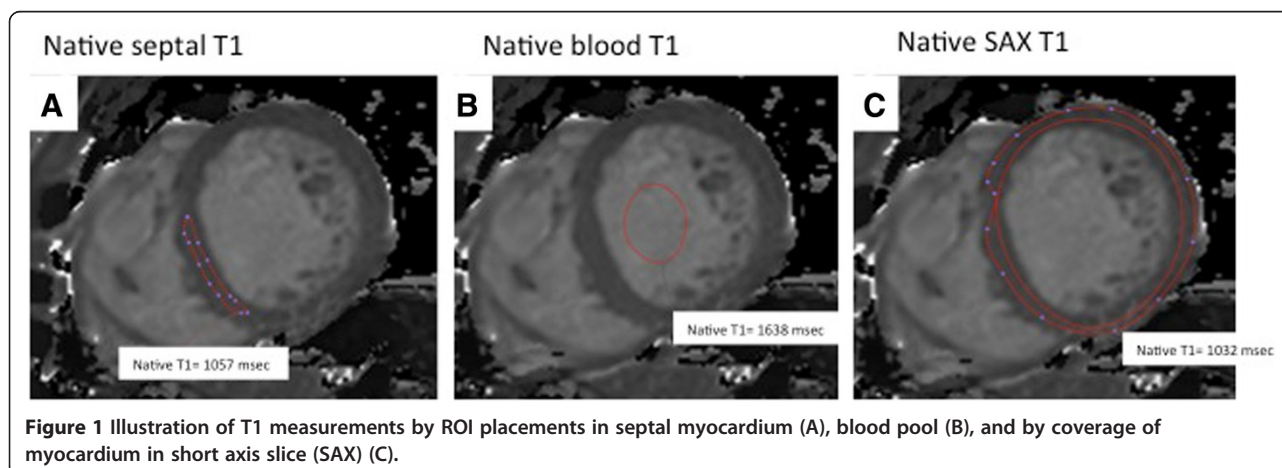 Native septal T1
Native blood T1
Native SAX T1
A
B
C
Native T1= 1057 msec
Native T1= 1638 msec
Native T1= 1032 msec
Figure 1 Illustration of T1 measurements by ROI placements in septal myocardium (A), blood pool (B), and by coverage of
myocardium in short axis slice (SAX) (C).